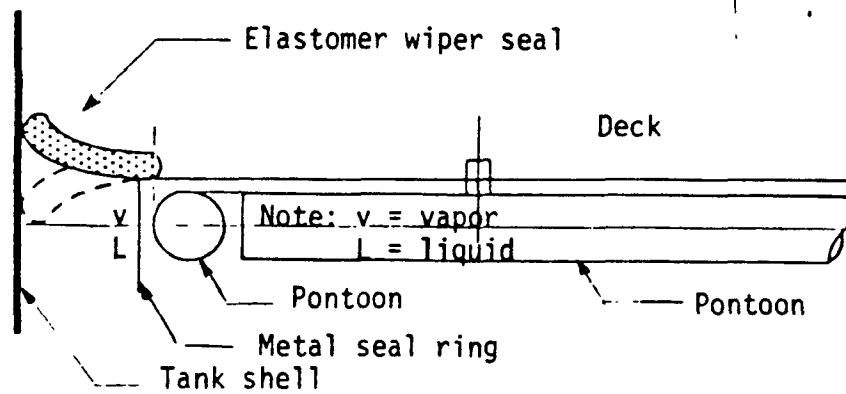 Elastomer wiper seal
Deck
v Note: v = vapor
L L = liquid
Pontoon Pontoon
Metal seal ring
Tank shell